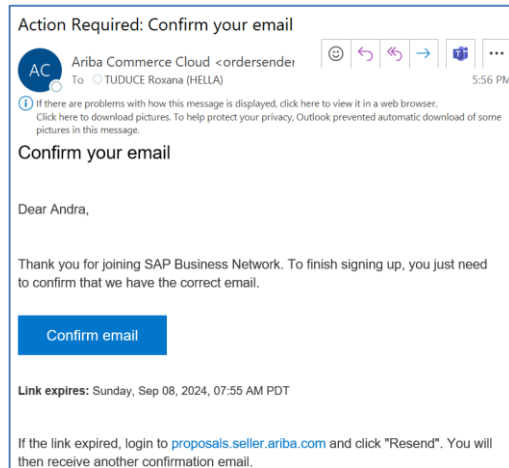 Action Required: Confirm your email
AC
Ariba Commerce Cloud <ordersender
To TUDUCE Roxana (HELLA)
5:56 PM
If there are problems with how this message is displayed, click here to view it in a web browser.
Click here to download pictures. To help protect your privacy, Outlook prevented automatic download of some
pictures in this message.
Confirm your email
Dear Andra,
Thank you for joining SAP Business Network. To finish signing up, you just need
to confirm that we have the correct email.
Confirm email
Link expires: Sunday, Sep 08, 2024, 07:55 AM PDT
If the link expired, login to proposals.seller.ariba.com and click "Resend". You will
then receive another confirmation email.